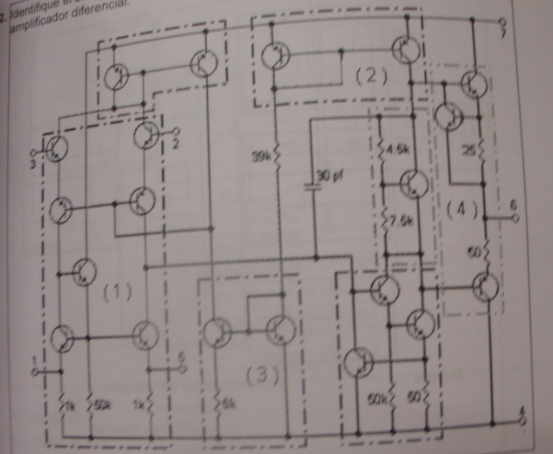 2. Identifique
amplificador diferencial.
7
(2)
3
2
39k
4.5k
25
30 pf
(4)
6
7.5k
50
(1)
1
5
(3)
1k
50k
1k
5k
50k
50
4